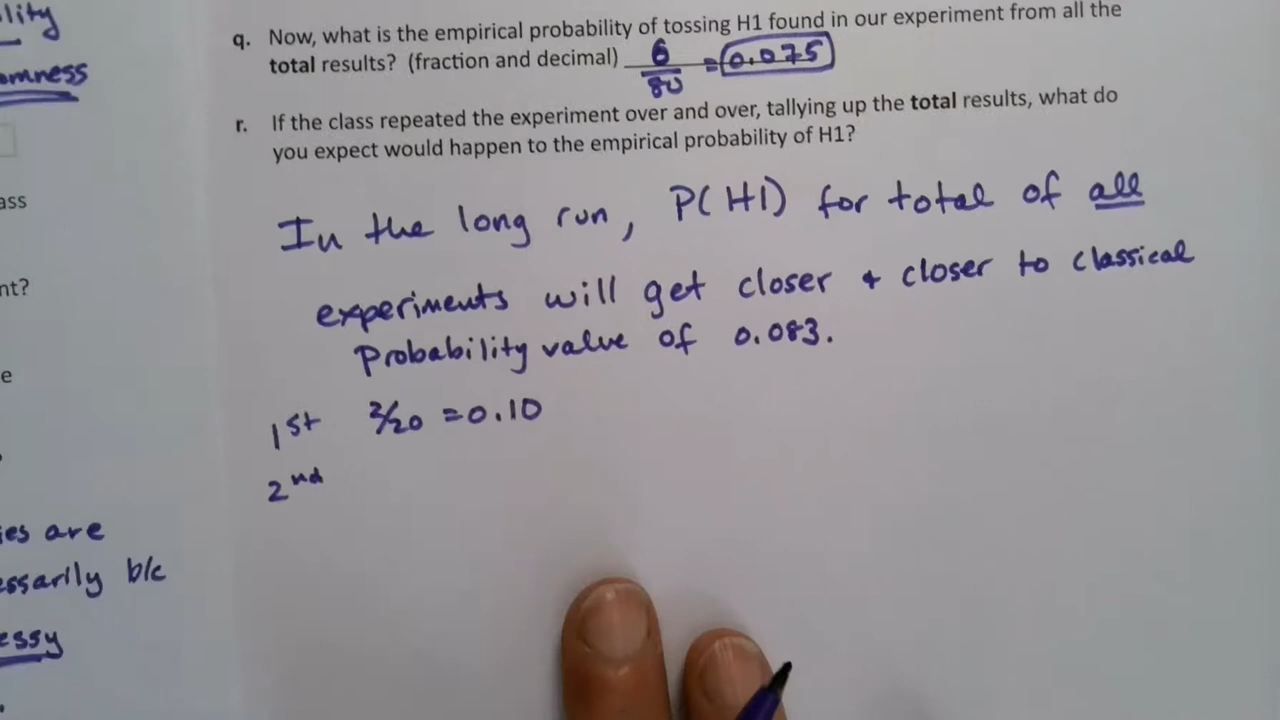 lity
omness
ass
nt?
e
ies are
essarily b/c
essy
q. Now, what is the empirical probability of tossing H1 found in our experiment from all the
total results? (fraction and decimal) 6/80 = 0.075
r. If the class repeated the experiment over and over, tallying up the total results, what do
you expect would happen to the empirical probability of H1?
In the long run, P(H1) for total of all
experiments will get closer & closer to classical
Probability value of 0.083.
1st 2/20 = 0.10
2nd